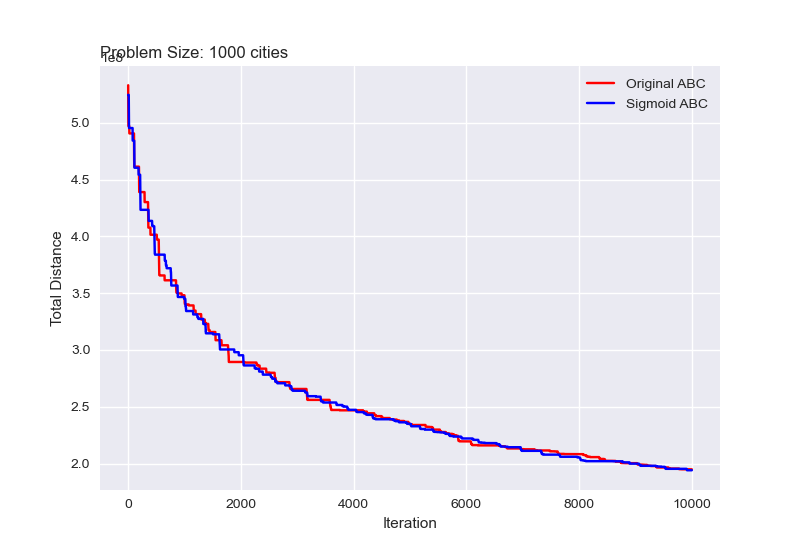 Problem Size: 1000 cities
1e8
Original ABC
Sigmoid ABC
5.0
4.5
4.0
3.5
3.0
2.5
2.0
Total Distance
0
2000
4000
6000
8000
10000
Iteration